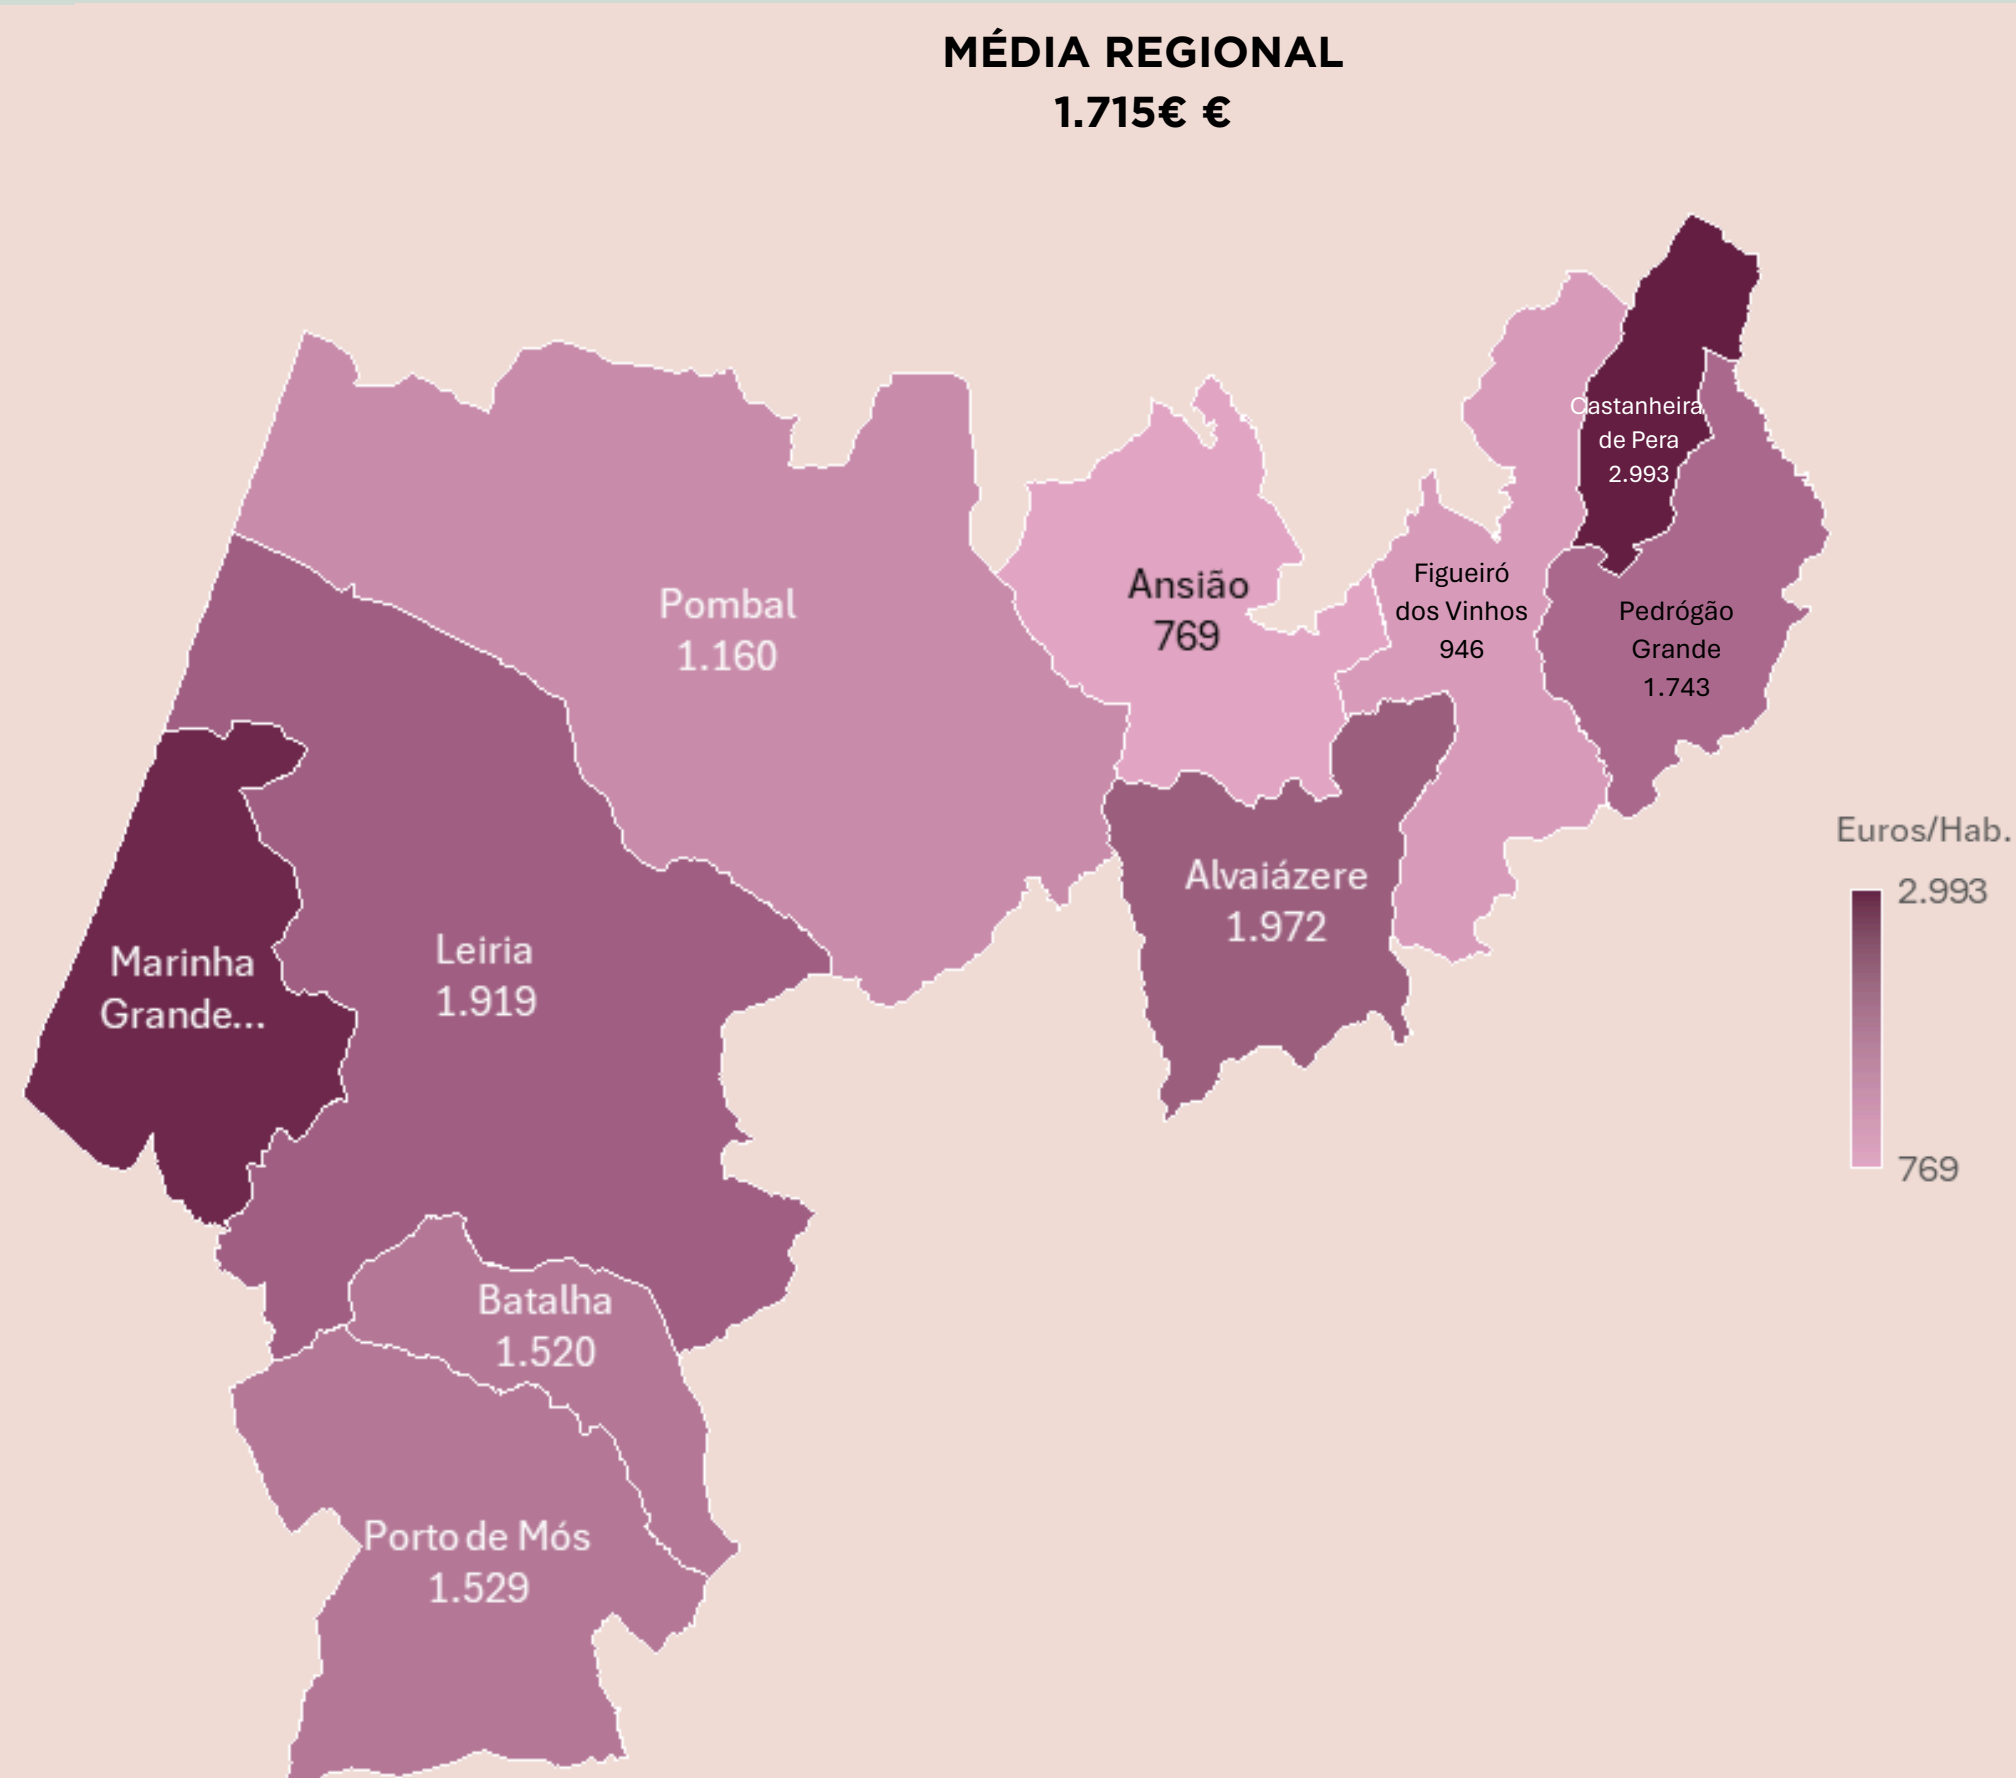 MÉDIA REGIONAL
1.715€ €
Castanheira
de Pera
2.993
Figueiró
dos Vinhos
946
Pedrógão
Grande
1.743
Ansião
769
Pombal
1.160
Euros/Hab.
2.993
769
Alvaiázere
1.972
Leiria
1.919
Marinha
Grande...
Batalha
1.520
Porto de Mós
1.529